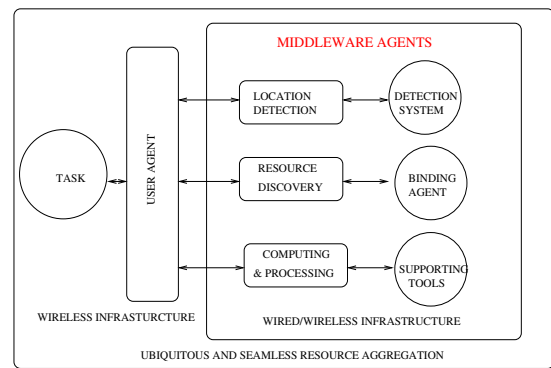 MIDDLEWARE AGENTS
LOCATION
DETECTION
DETECTION
SYSTEM
TASK
USER AGENT
RESOURCE
DISCOVERY
BINDING
AGENT
COMPUTING
& PROCESSING
SUPPORTING
TOOLS
WIRELESS INFRASTURCTURE
WIRED/WIRELESS INFRASTRUCTURE
UBIQUITOUS AND SEAMLESS RESOURCE AGGREGATION